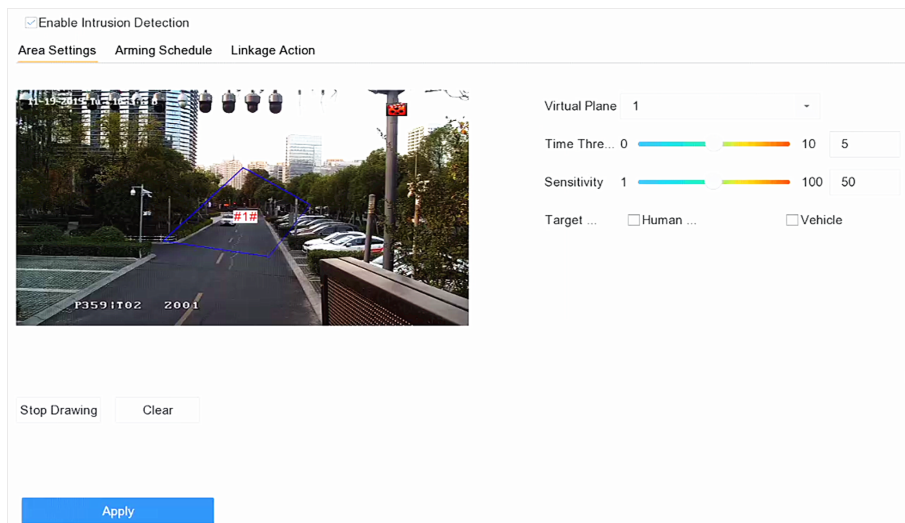 Enable Intrusion Detection
Area Settings Arming Schedule Linkage Action
Virtual Plane 1
Time Thre... 0 10 5
Sensitivity 1 100 50
Target ... Human ... Vehicle
#1#
2001
Stop Drawing Clear
Apply